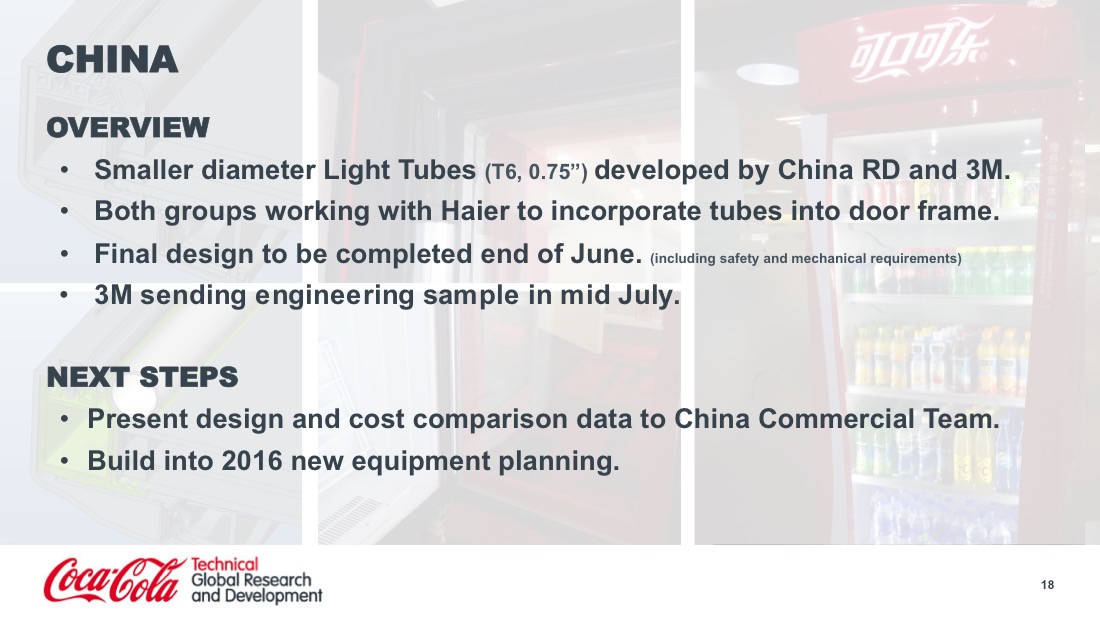 可口可乐
CHINA
OVERVIEW
• Smaller diameter Light Tubes (T6, 0.75”) developed by China RD and 3M.
• Both groups working with Haier to incorporate tubes into door frame.
• Final design to be completed end of June. (including safety and mechanical requirements)
• 3M sending engineering sample in mid July.
NEXT STEPS
• Present design and cost comparison data to China Commercial Team.
• Build into 2016 new equipment planning.
Coca-Cola
Technical
Global Research
and Development
18